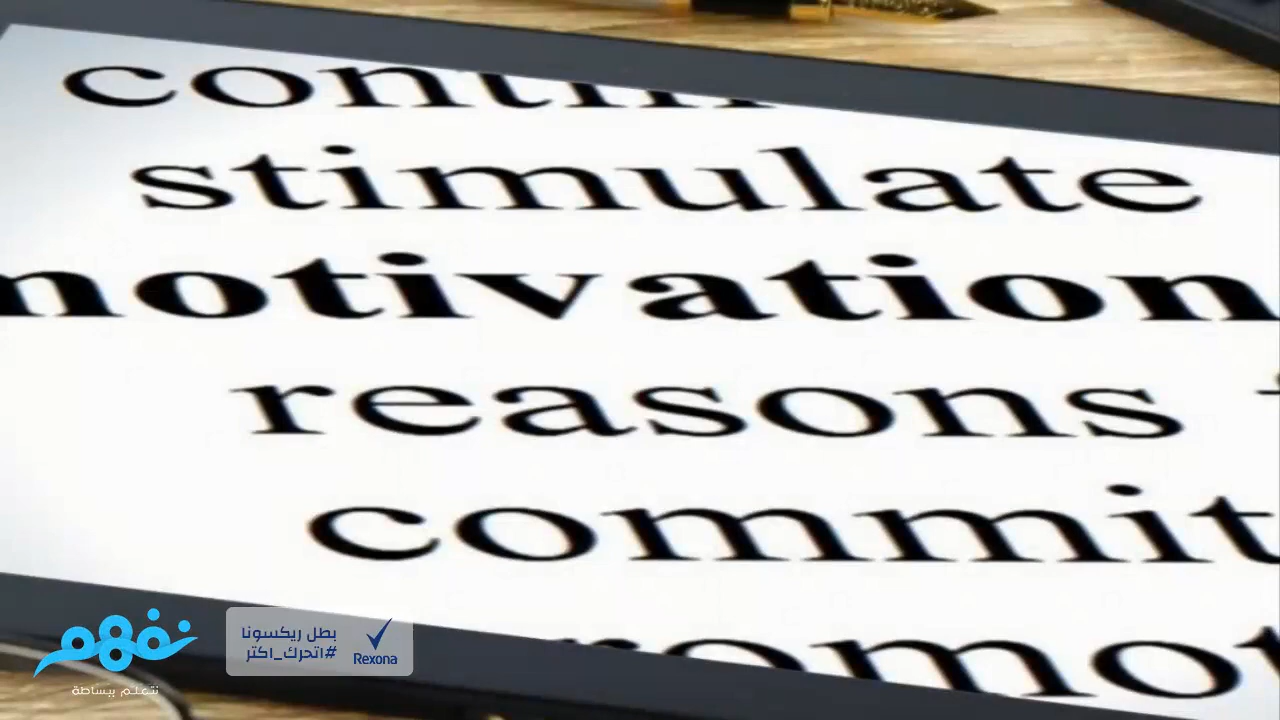 stimulate
motivation
reasons
commit
نفهم
نتعلم ببساطة
بطل ريكسونا
#اتحرك_اكتر
Rexona